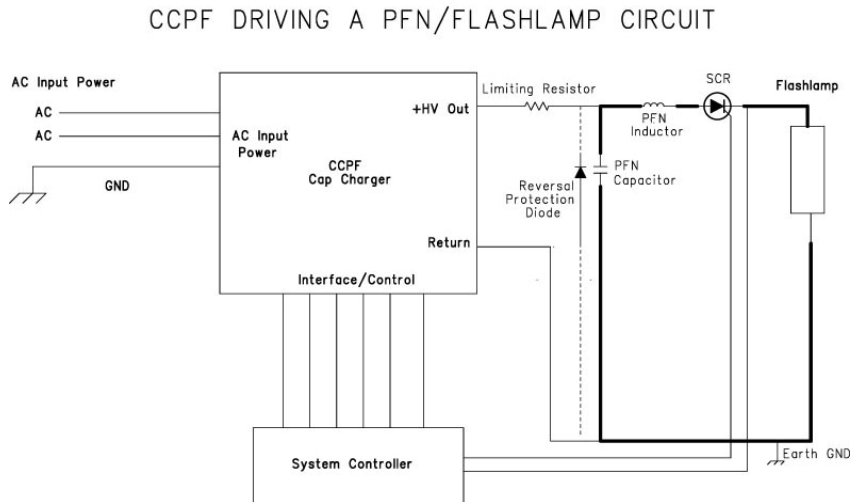 CCPF DRIVING A PFN/FLASHLAMP CIRCUIT
AC Input Power
AC
AC
GND
AC Input
Power
+HV Out
CCPF
Cap Charger
Return
Interface/Control
Limiting Resistor
SCR
Flashlamp
PFN
Inductor
PFN
Capacitor
Reversal
Protection
Diode
System Controller
Earth GND